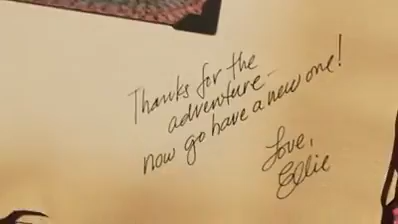 Thanks for the
adventure -
now go have a new one!
Love,
Ellie